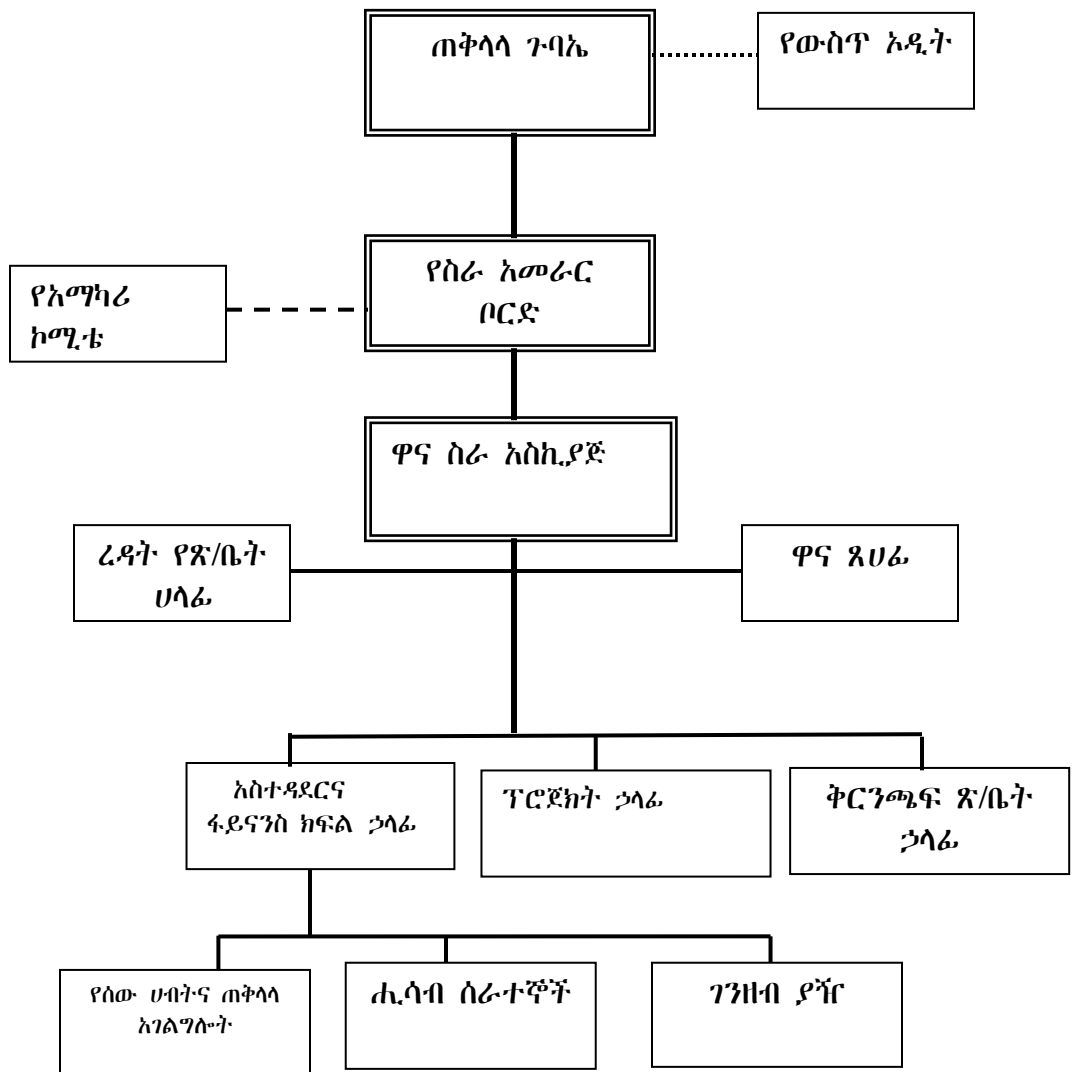 ጠቅላላ ጉባኤ
የውስጥ ኦዲት
የስራ አመራር
ቦርድ
የአማካሪ
ኮሚቴ
ዋና ስራ አስኪያጅ
ረዳት የጽ/ቤት
ሀላፊ
ዋና ጸሀፊ
አስተዳደርና
ፋይናንስ ክፍል ኃላፊ
ፕሮጀክት ኃላፊ
ቅርንጫፍ ጽ/ቤት
ኃላፊ
የሰው ሀብትና ጠቅላላ
አገልግሎት
ሒሳብ ሰራተኞች
ገንዘብ ያዥ